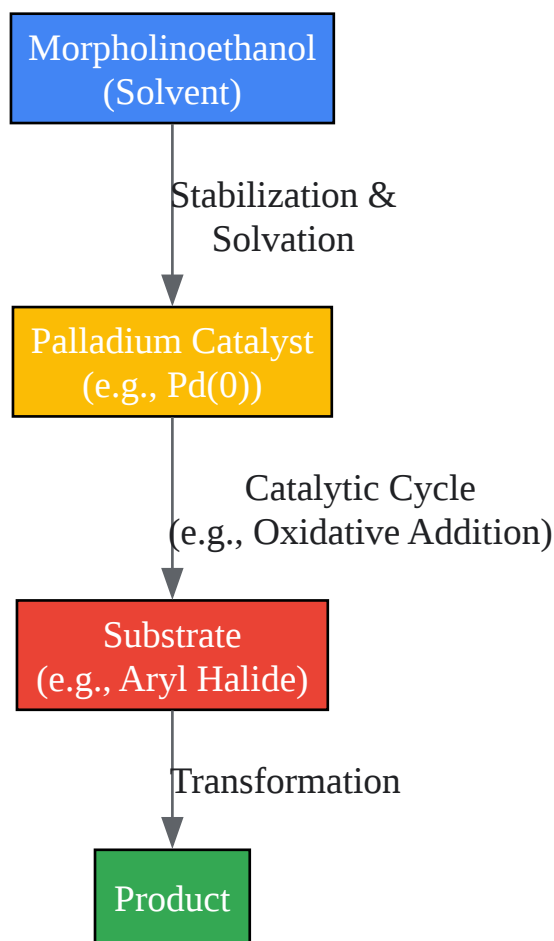 Morpholinoethanol
(Solvent)
Stabilization &
Solvation
Palladium Catalyst
(e.g., Pd(0))
Catalytic Cycle
(e.g., Oxidative Addition)
Substrate
(e.g., Aryl Halide)
Transformation
Product